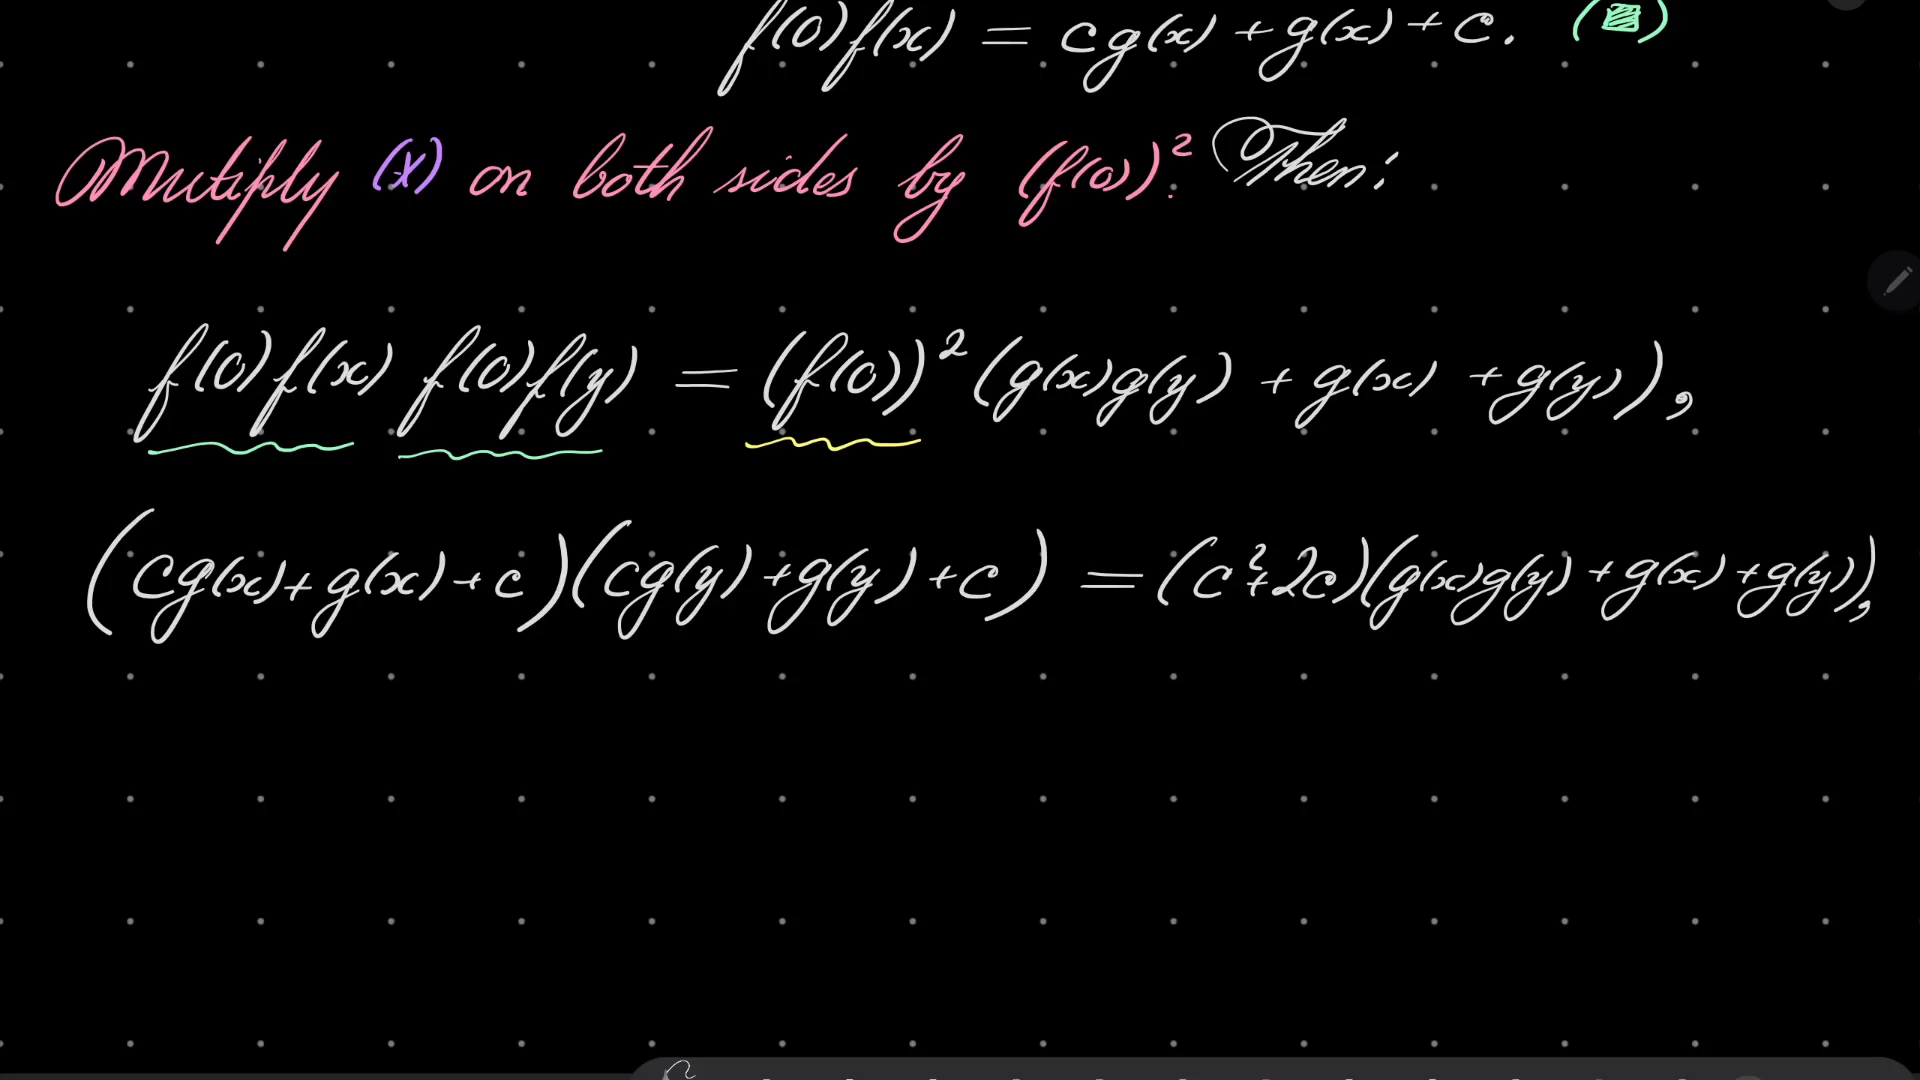 f(0)f(x) = cg(x) + g(x) + c. (▨)
Multiply (X) on both sides by (f(0))². Then:
f(0)f(x) f(0)f(y) = (f(0))² (g(x)g(y) + g(x) + g(y)),
(cg(x) + g(x) + c)(cg(y) + g(y) + c) = (c² + 2c)(g(x)g(y) + g(x) + g(y)),